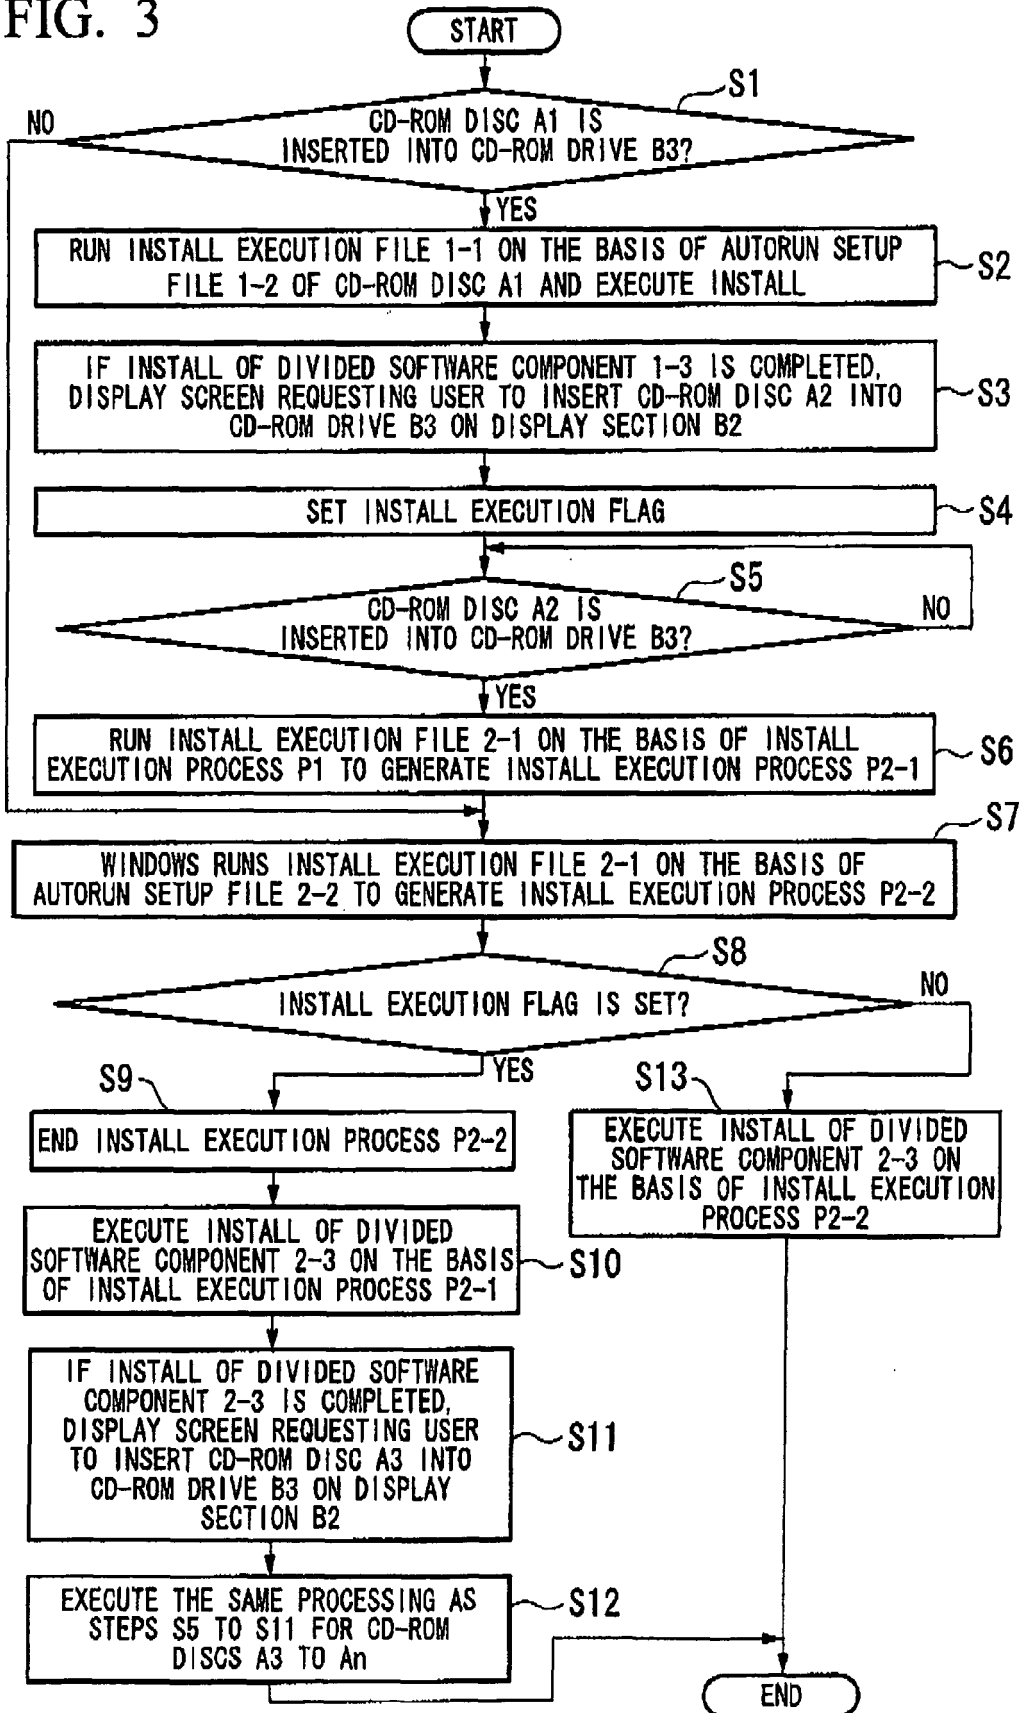 FIG. 3
START
S1
NO
CD-ROM DISC A1 IS
INSERTED INTO CD-ROM DRIVE B3?
YES
RUN INSTALL EXECUTION FILE 1-1 ON THE BASIS OF AUTORUN SETUP
FILE 1-2 OF CD-ROM DISC A1 AND EXECUTE INSTALL
S2
IF INSTALL OF DIVIDED SOFTWARE COMPONENT 1-3 IS COMPLETED,
DISPLAY SCREEN REQUESTING USER TO INSERT CD-ROM DISC A2 INTO
CD-ROM DRIVE B3 ON DISPLAY SECTION B2
S3
SET INSTALL EXECUTION FLAG
S4
S5
CD-ROM DISC A2 IS
INSERTED INTO CD-ROM DRIVE B3?
NO
YES
RUN INSTALL EXECUTION FILE 2-1 ON THE BASIS OF INSTALL
EXECUTION PROCESS P1 TO GENERATE INSTALL EXECUTION PROCESS P2-1
S6
S7
WINDOWS RUNS INSTALL EXECUTION FILE 2-1 ON THE BASIS OF
AUTORUN SETUP FILE 2-2 TO GENERATE INSTALL EXECUTION PROCESS P2-2
S8
INSTALL EXECUTION FLAG IS SET?
NO
YES
S9
END INSTALL EXECUTION PROCESS P2-2
S13
EXECUTE INSTALL OF DIVIDED
SOFTWARE COMPONENT 2-3 ON
THE BASIS OF INSTALL EXECUTION
PROCESS P2-2
EXECUTE INSTALL OF DIVIDED
SOFTWARE COMPONENT 2-3 ON THE BASIS
OF INSTALL EXECUTION PROCESS P2-1
S10
IF INSTALL OF DIVIDED SOFTWARE
COMPONENT 2-3 IS COMPLETED,
DISPLAY SCREEN REQUESTING USER
TO INSERT CD-ROM DISC A3 INTO
CD-ROM DRIVE B3 ON DISPLAY
SECTION B2
S11
EXECUTE THE SAME PROCESSING AS
STEPS S5 TO S11 FOR CD-ROM
DISCS A3 TO An
S12
END